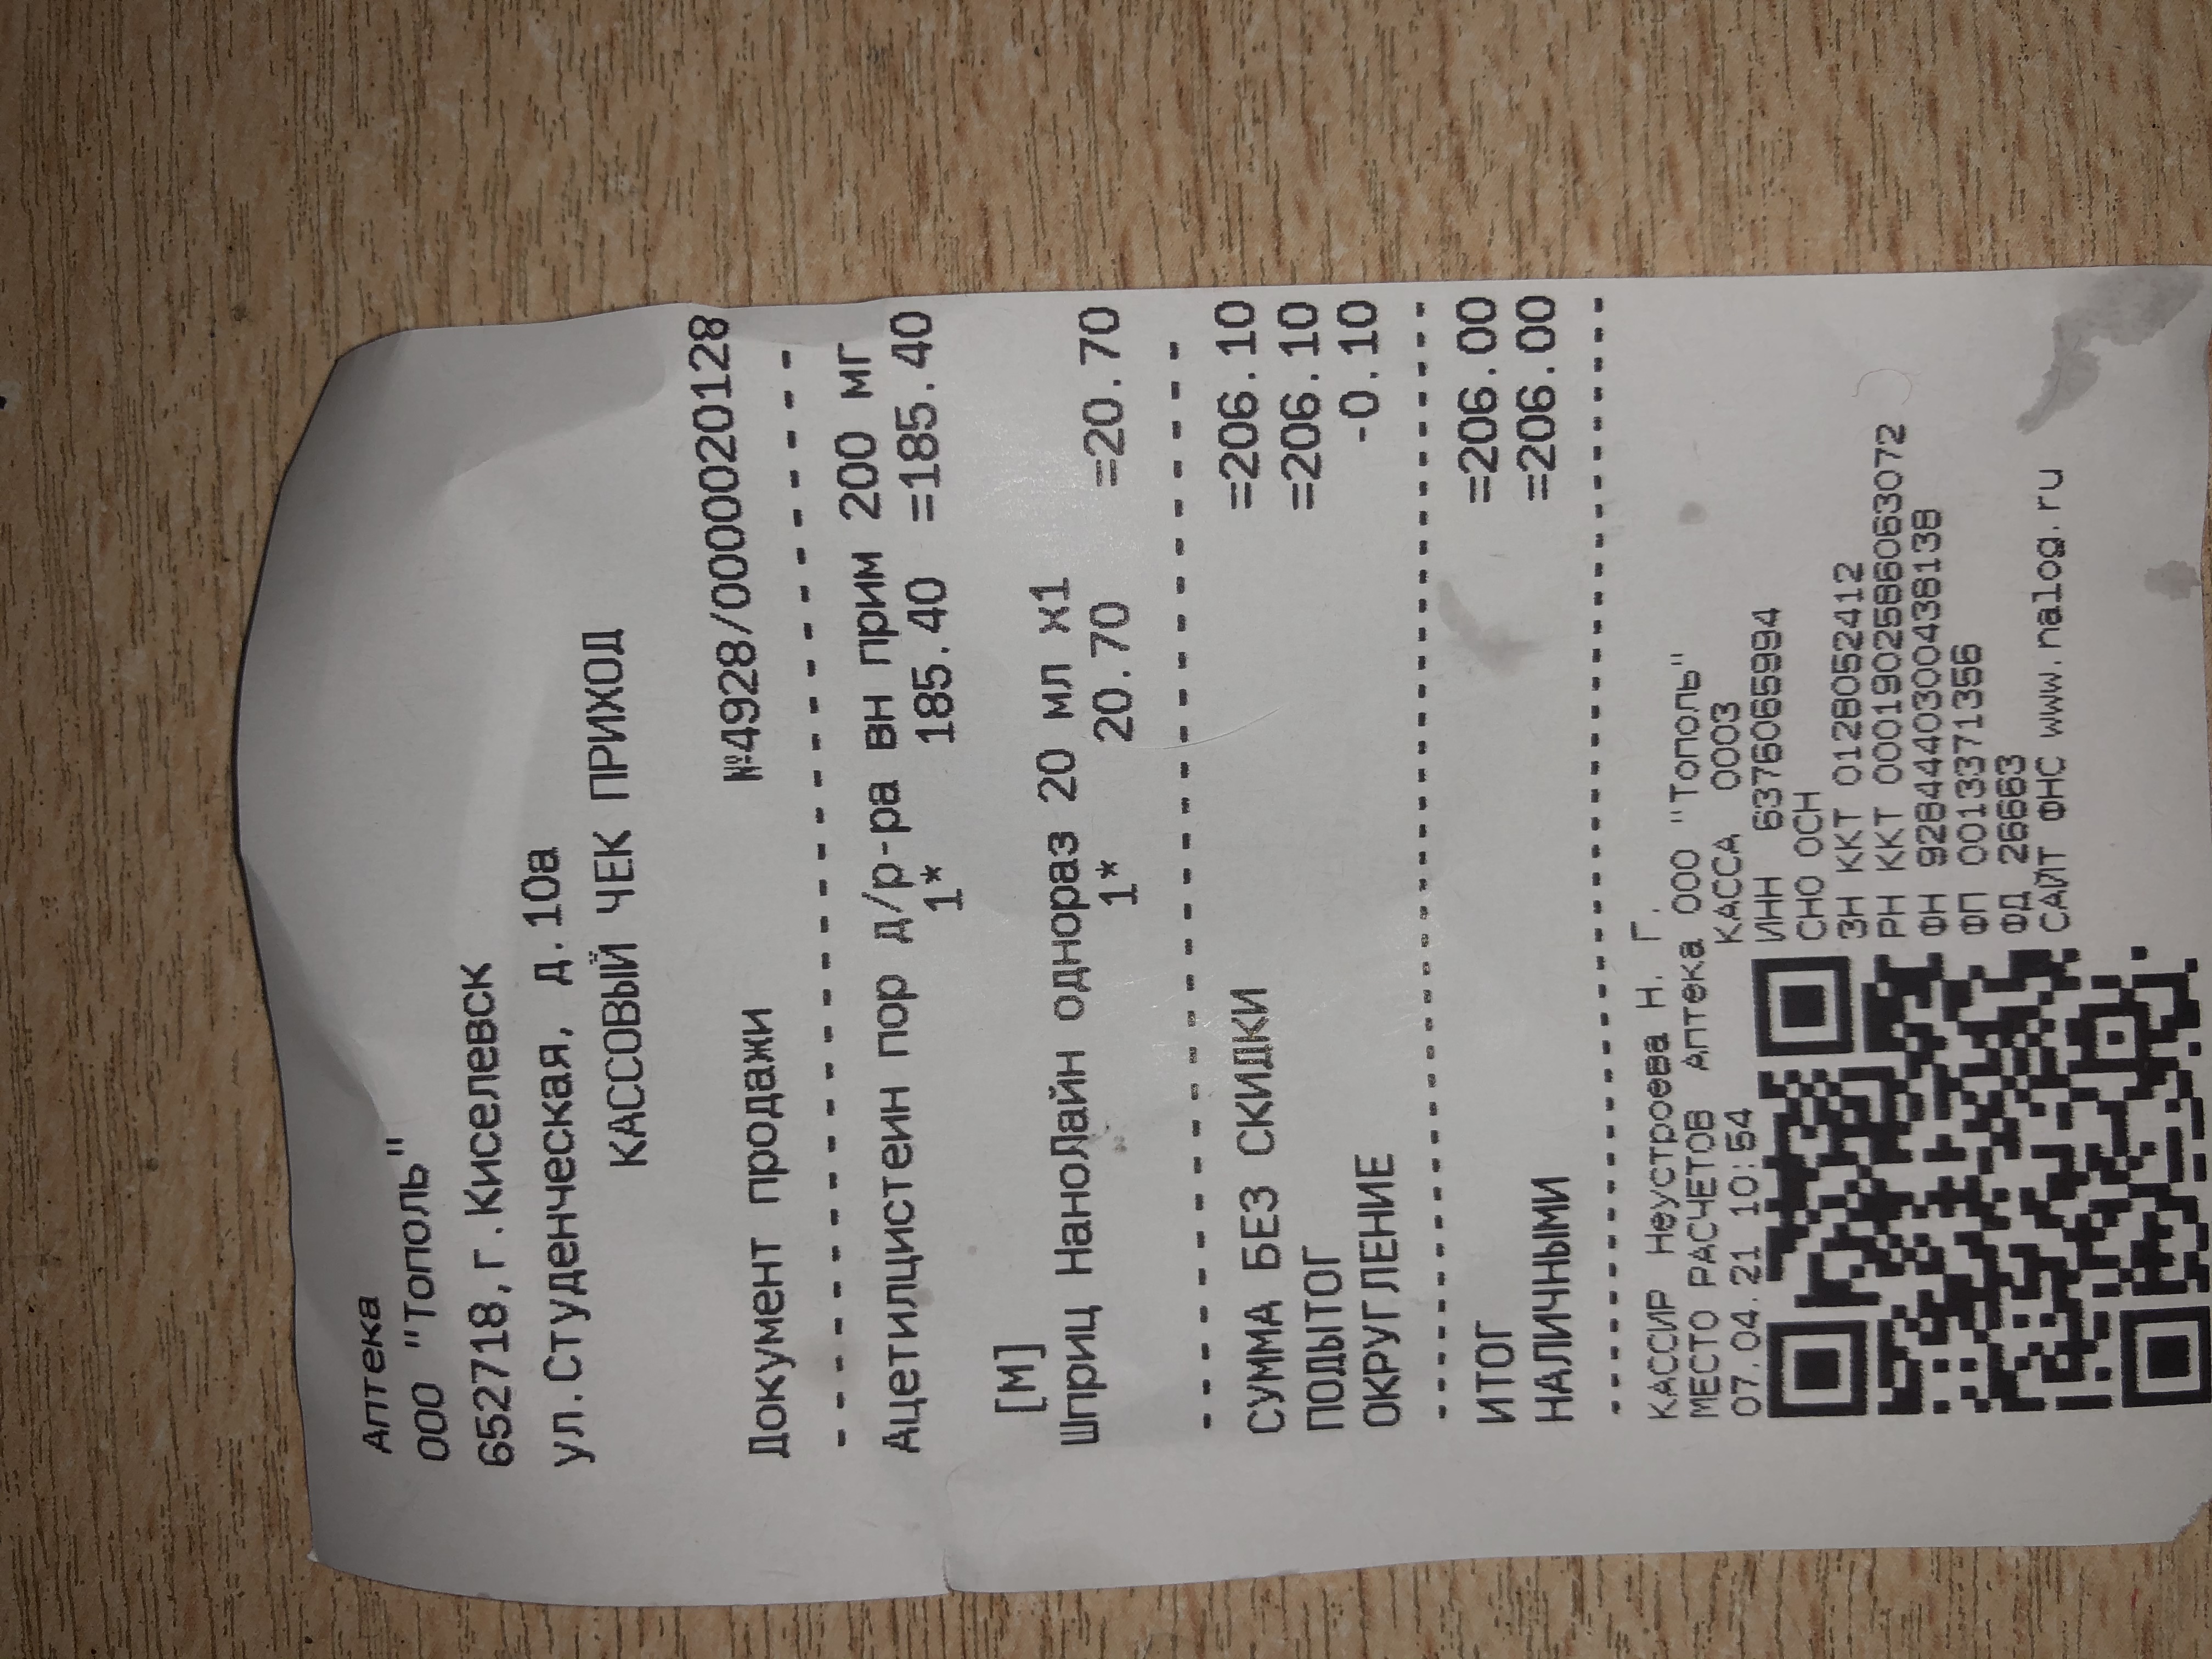 Аптека
ООО "Тополь"
652718,г.Киселевск
ул.Студенческая, д.10а
КАССОВЫЙ ЧЕК ПРИХОД
Документ продажи №4928/0000020128
Ацетилцистеин пор д/р-ра вн прим 200 мг
1* 185.40 =185.40
[М]
Шприц НаноЛайн однораз 20 мл х1
1* 20.70 =20.70
СУММА БЕЗ СКИДКИ =206.10
ПОДЫТОГ =206.10
ОКРУГЛЕНИЕ -0.10
ИТОГ =206.00
НАЛИЧНЫМИ =206.00
КАССИР Неустроева Н. Г.
МЕСТО РАСЧЕТОВ Аптека ООО "Тополь"
07.04.21 10:54 КАССА 0003
ИНН 6376065994
СНО ОСН
ЗН ККТ 0128052412
РН ККТ 0001902586063072
ФН 9284440300438138
ФП 0013371356
ФД 26663
САЙТ ФНС www.nalog.ru